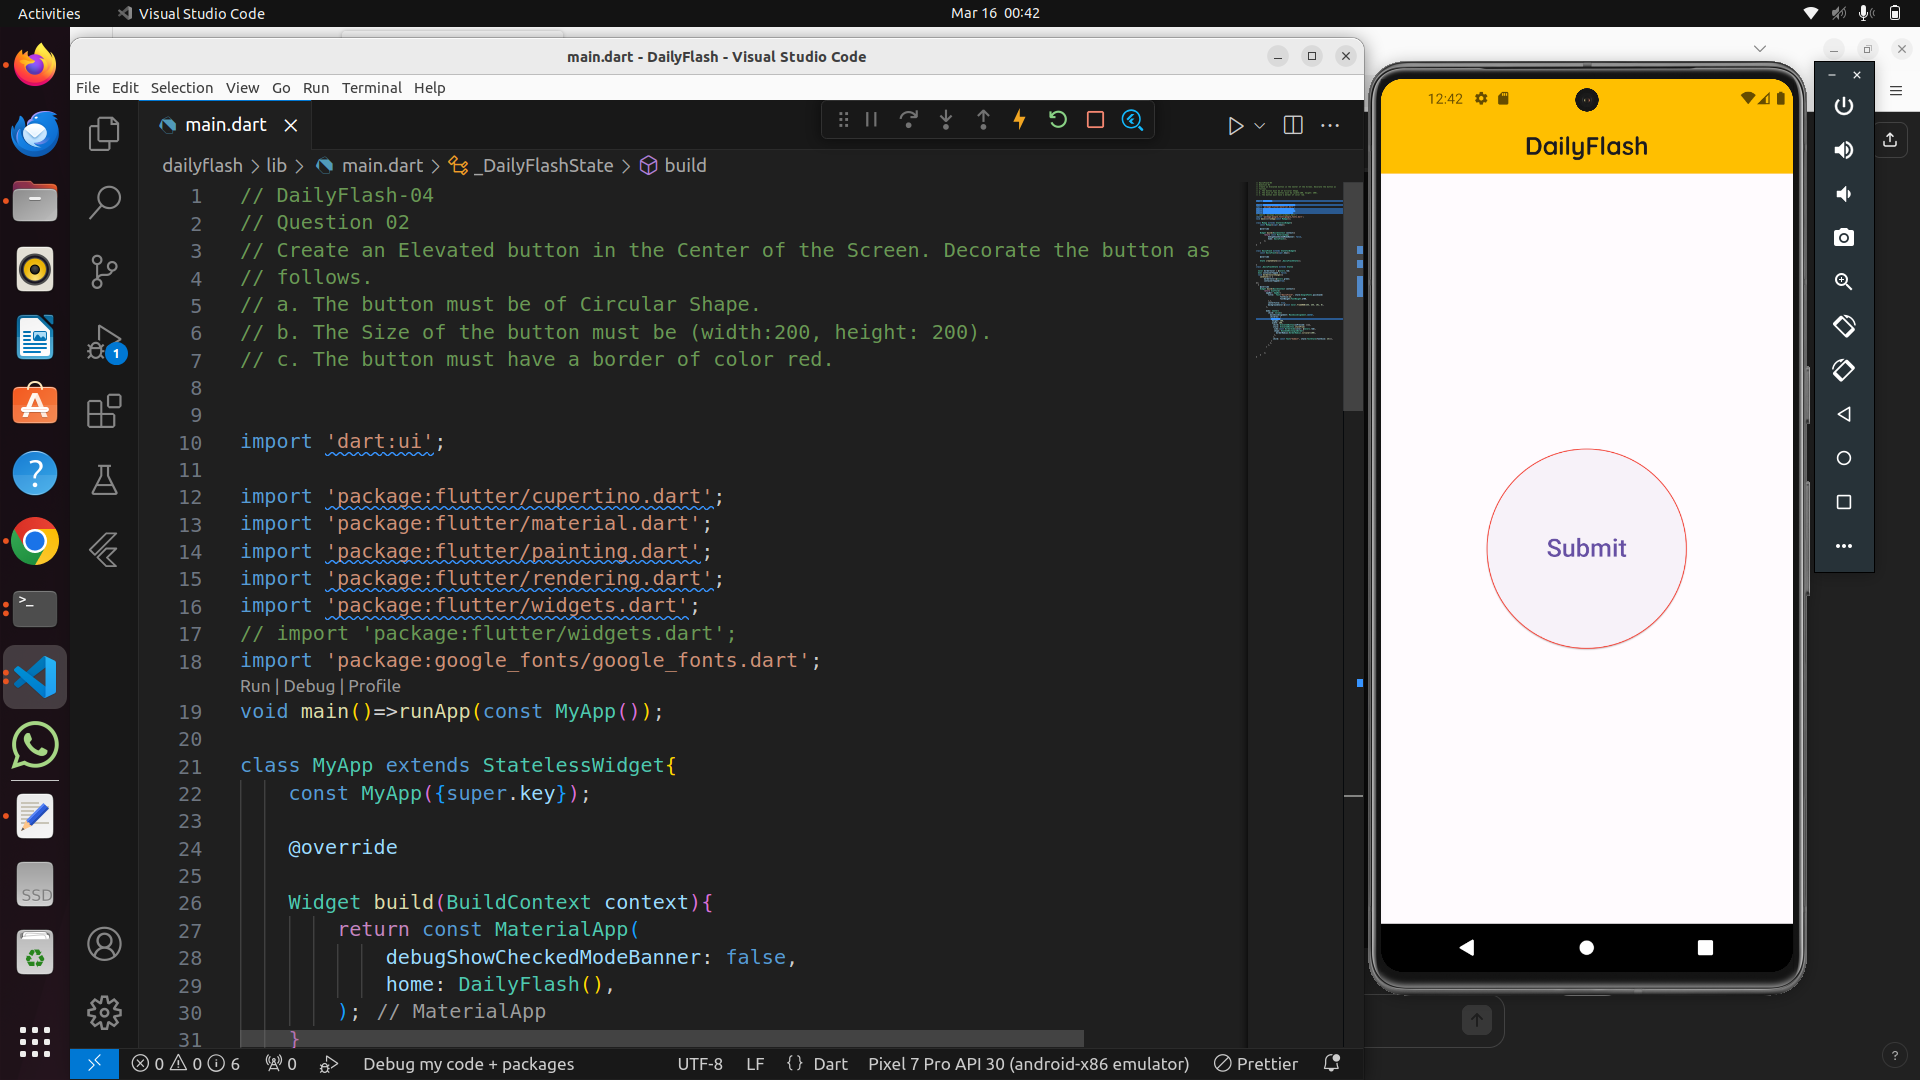 Activities
Visual Studio Code
Mar 16 00:42
main.dart - DailyFlash - Visual Studio Code
File Edit Selection View Go Run Terminal Help
main.dart
dailyflash > lib > main.dart > _DailyFlashState > build
1 // DailyFlash-04
2 // Question 02
3 // Create an Elevated button in the Center of the Screen. Decorate the button as
4 // follows.
5 // a. The button must be of Circular Shape.
6 // b. The Size of the button must be (width:200, height: 200).
7 // c. The button must have a border of color red.
8
9
10 import 'dart:ui';
11
12 import 'package:flutter/cupertino.dart';
13 import 'package:flutter/material.dart';
14 import 'package:flutter/painting.dart';
15 import 'package:flutter/rendering.dart';
16 import 'package:flutter/widgets.dart';
17 // import 'package:flutter/widgets.dart';
18 import 'package:google_fonts/google_fonts.dart';
Run | Debug | Profile
19 void main()=>runApp(const MyApp());
20
21 class MyApp extends StatelessWidget{
22 const MyApp({super.key});
23
24 @override
25
26 Widget build(BuildContext context){
27 return const MaterialApp(
28 debugShowCheckedModeBanner: false,
29 home: DailyFlash(),
30 ); // MaterialApp
31 }
1
SSD
0 0 6 0 Debug my code + packages UTF-8 LF {} Dart Pixel 7 Pro API 30 (android-x86 emulator) Prettier
12:42
DailyFlash
Submit
?